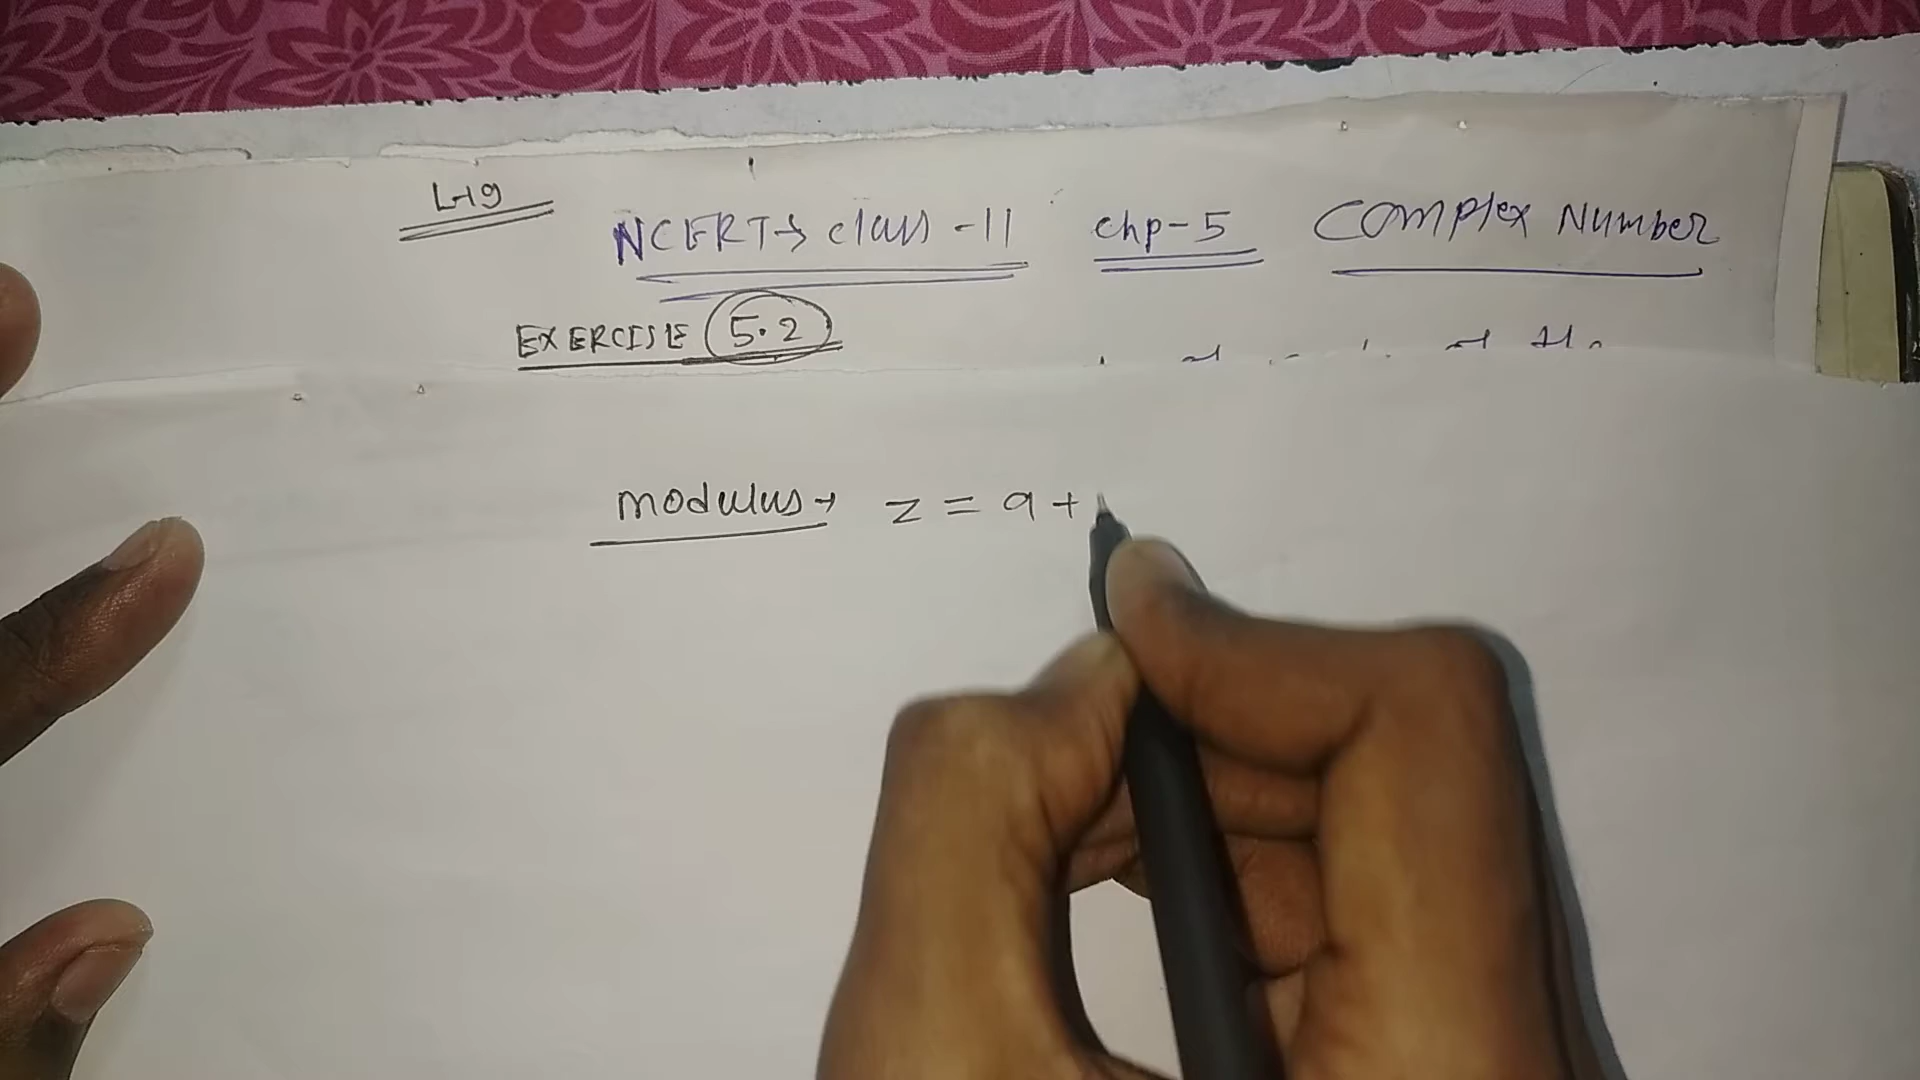 L-19
NCERT→ class -11 chp-5 Complex Number
EXERCISE 5.2
modulus→ z = a +